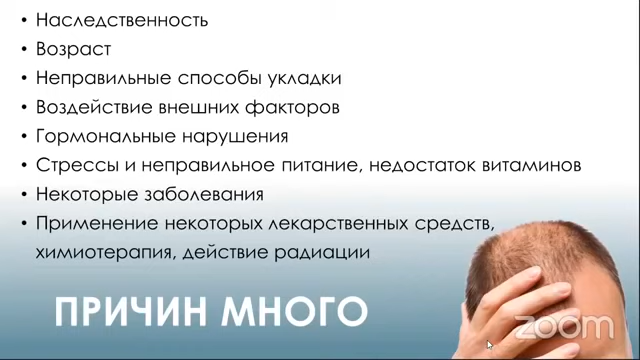 • Наследственность
• Возраст
• Неправильные способы укладки
• Воздействие внешних факторов
• Гормональные нарушения
• Стрессы и неправильное питание, недостаток витаминов
• Некоторые заболевания
• Применение некоторых лекарственных средств,
химиотерапия, действие радиации
ПРИЧИН МНОГО
zoom